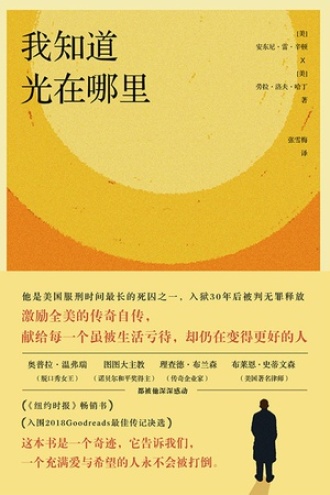 我知道
光在哪里
[美]
安东尼·雷·辛顿
X
[美]
劳拉·洛夫·哈丁
著
张雪梅
译
他是美国服刑时间最长的死囚之一，入狱30年后被判无罪释放
激励全美的传奇自传，
献给每一个虽被生活亏待，却仍在变得更好的人
奥普拉·温弗瑞 图图大主教 理查德·布兰森 布莱恩·史蒂文森
（脱口秀女王） （诺贝尔和平奖得主） （传奇企业家） （美国著名律师）
都被他深深感动
（《纽约时报》畅销书）
（入围2018Goodreads最佳传记决选）
这本书是一个奇迹，它告诉我们，
一个充满爱与希望的人永不会被打倒。